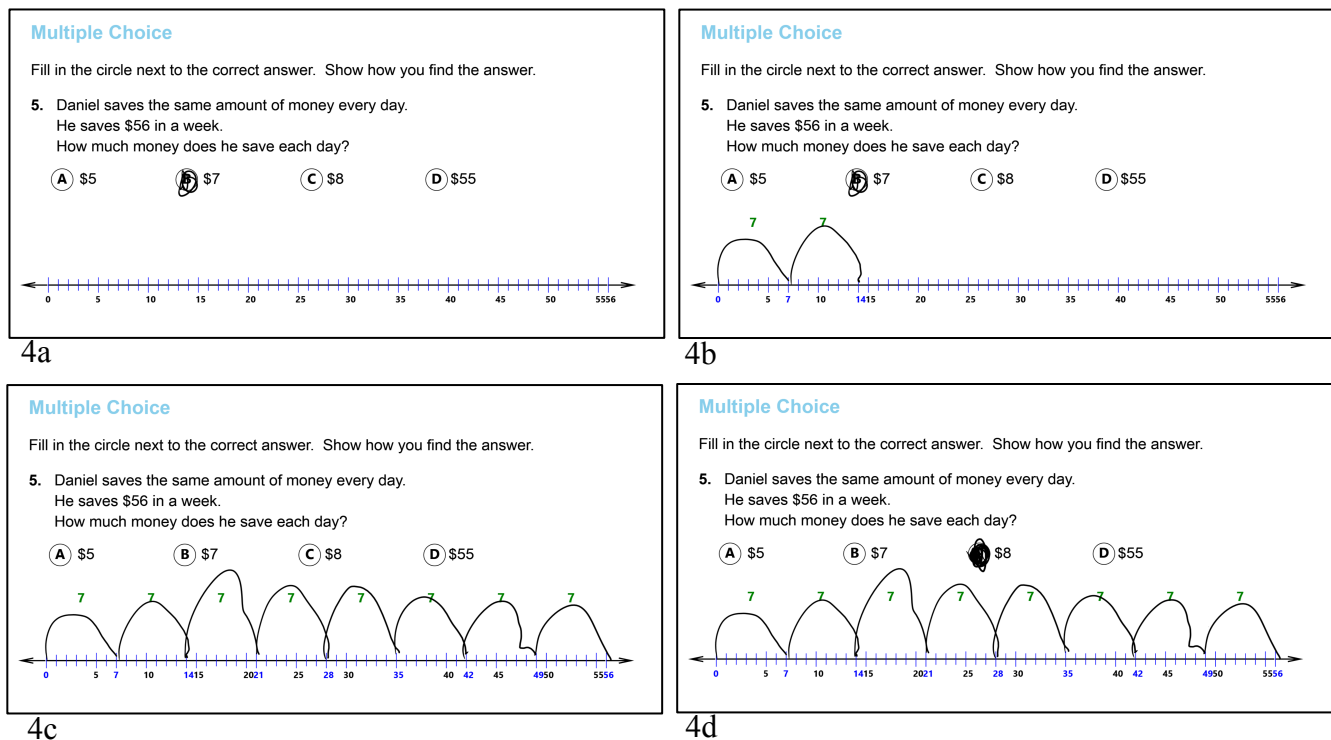 Multiple Choice
Fill in the circle next to the correct answer. Show how you find the answer.
5. Daniel saves the same amount of money every day.
He saves $56 in a week.
How much money does he save each day?
A $5 B $7 C $8 D $55
0 5 10 15 20 25 30 35 40 45 50 5556
4a
Multiple Choice
Fill in the circle next to the correct answer. Show how you find the answer.
5. Daniel saves the same amount of money every day.
He saves $56 in a week.
How much money does he save each day?
A $5 B $7 C $8 D $55
7 7
0 5 7 10 1415 20 25 30 35 40 45 50 5556
4b
Multiple Choice
Fill in the circle next to the correct answer. Show how you find the answer.
5. Daniel saves the same amount of money every day.
He saves $56 in a week.
How much money does he save each day?
A $5 B $7 C $8 D $55
7 7 7 7 7 7 7 7
0 5 7 10 1415 2021 25 28 30 35 40 42 45 4950 5556
4c
Multiple Choice
Fill in the circle next to the correct answer. Show how you find the answer.
5. Daniel saves the same amount of money every day.
He saves $56 in a week.
How much money does he save each day?
A $5 B $7 $8 D $55
7 7 7 7 7 7 7 7
0 5 7 10 1415 2021 25 28 30 35 40 42 45 4950 5556
4d